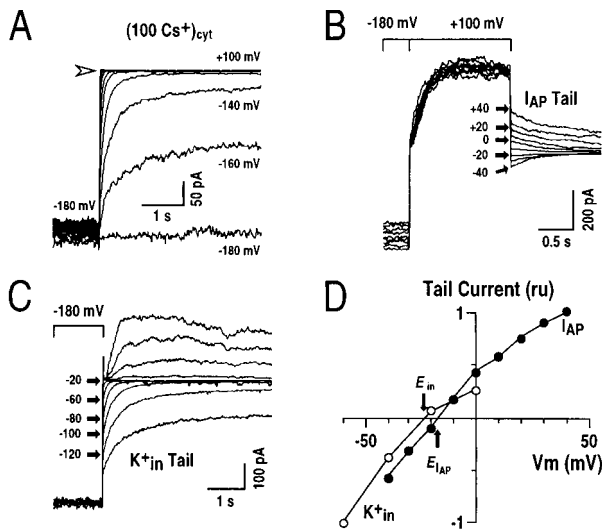 A
(100 Cs⁺)cyt
+100 mV
-140 mV
-160 mV
-180 mV
-180 mV
1 s
50 pA
B
-180 mV
+100 mV
IAP Tail
+40
+20
0
-20
-40
0.5 s
200 pA
C
-180 mV
-20
-60
-80
-100
-120
K⁺in Tail
1 s
100 pA
D
Tail Current (ru)
1
IAP
Ein
-50
50
EIAP
Vm (mV)
K⁺in
-1